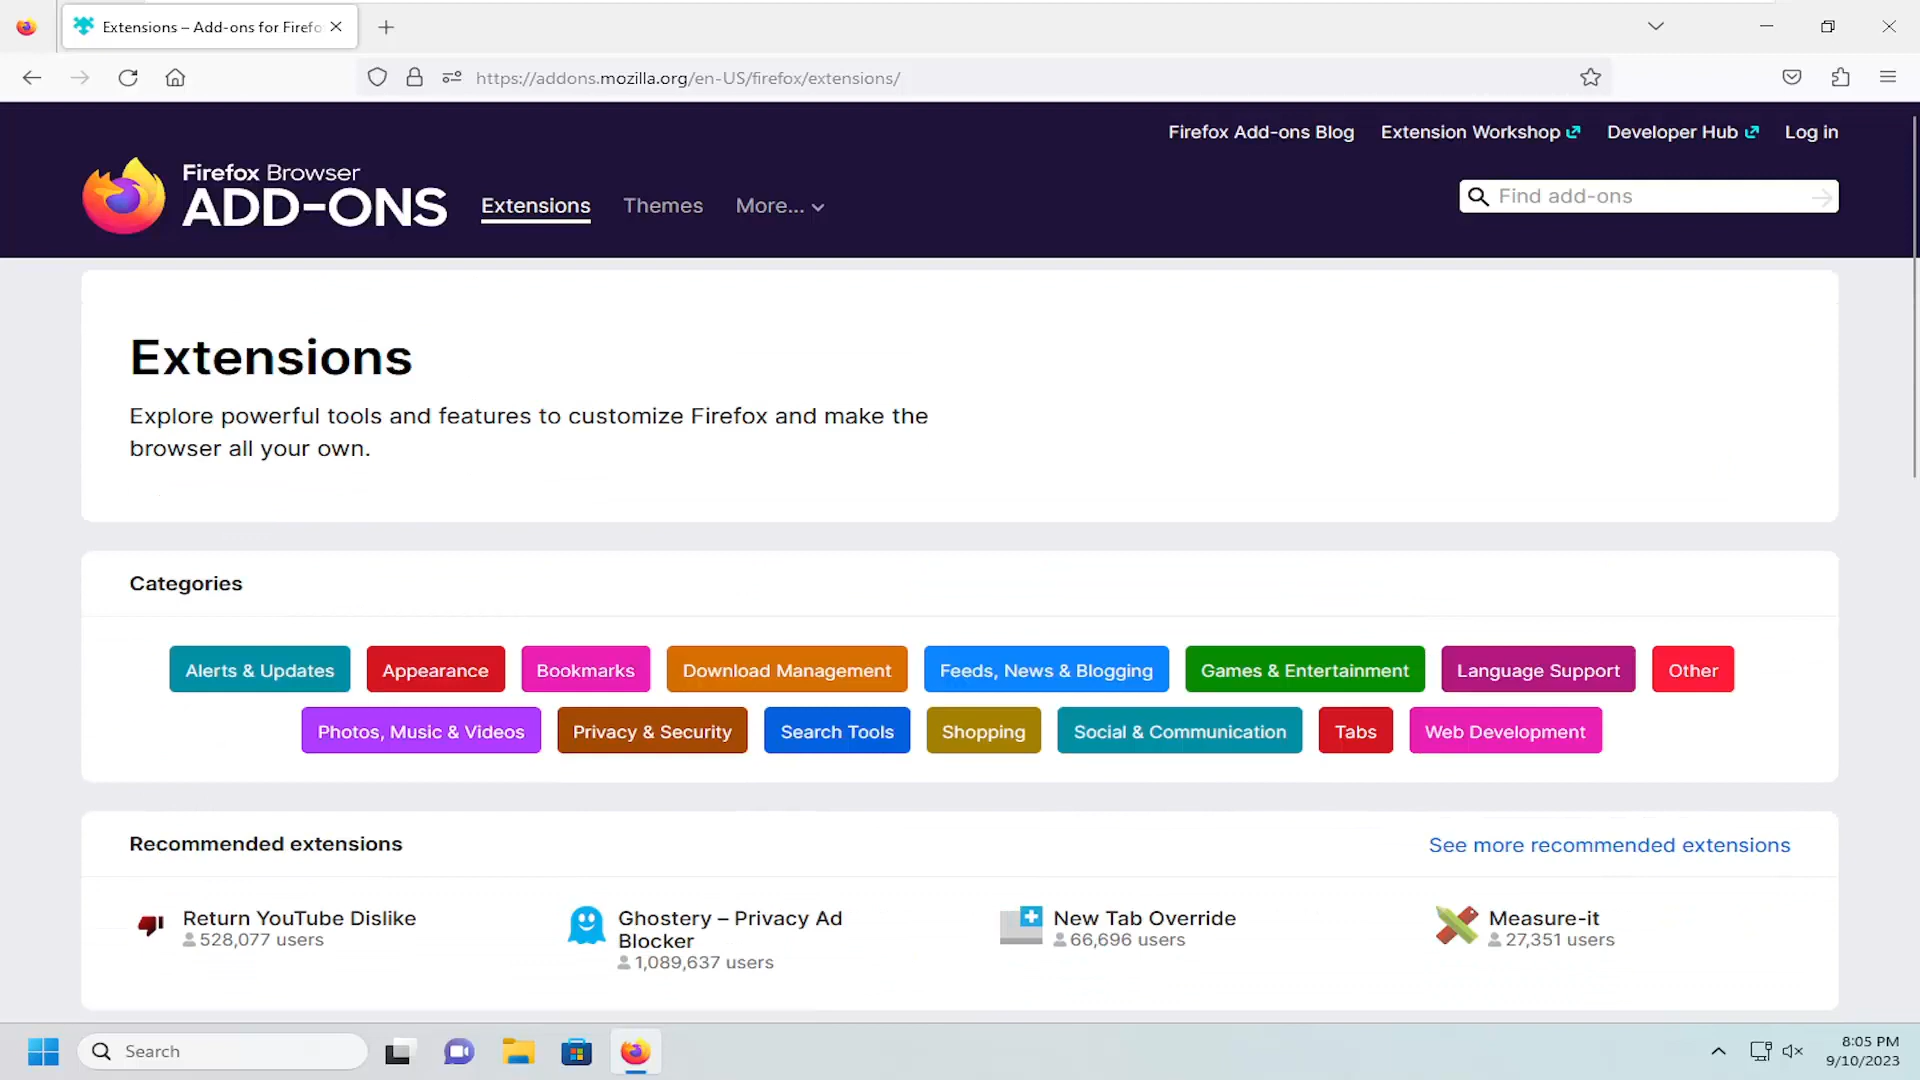 Extensions – Add-ons for Firefo
https://addons.mozilla.org/en-US/firefox/extensions/
Firefox Add-ons Blog
Extension Workshop
Developer Hub
Log in
Firefox Browser
ADD-ONS
Extensions
Themes
More...
Find add-ons
Extensions
Explore powerful tools and features to customize Firefox and make the
browser all your own.
Categories
Alerts & Updates
Appearance
Bookmarks
Download Management
Feeds, News & Blogging
Games & Entertainment
Language Support
Other
Photos, Music & Videos
Privacy & Security
Search Tools
Shopping
Social & Communication
Tabs
Web Development
Recommended extensions
See more recommended extensions
Return YouTube Dislike
528,077 users
Ghostery – Privacy Ad
Blocker
1,089,637 users
New Tab Override
66,696 users
Measure-it
27,351 users
Search
8:05 PM
9/10/2023